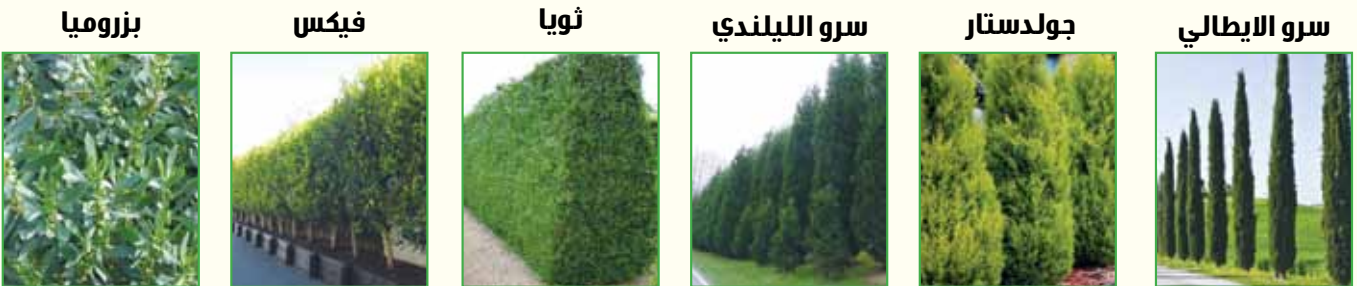 سرو الايطالي
جولدستار
سرو الليلندي
ثويا
فيكس
بزروميا